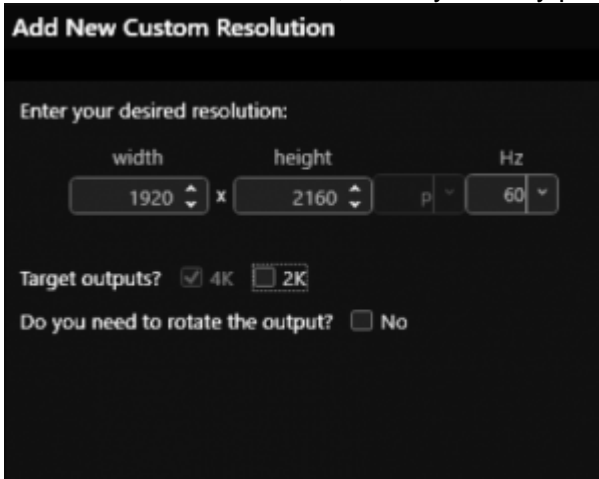 Add New Custom Resolution
Enter your desired resolution:
width height Hz
1920 x 2160 p 60
Target outputs? 4K 2K
Do you need to rotate the output? No